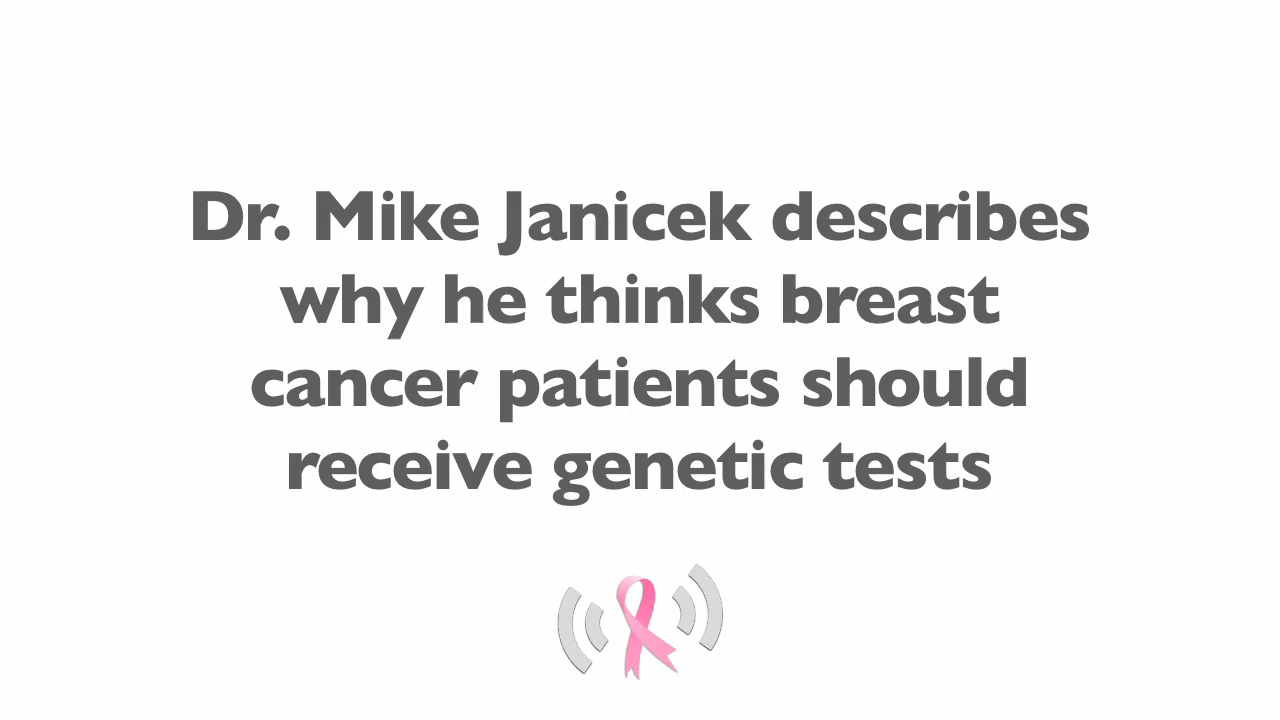 Dr. Mike Janicek describes
why he thinks breast
cancer patients should
receive genetic tests